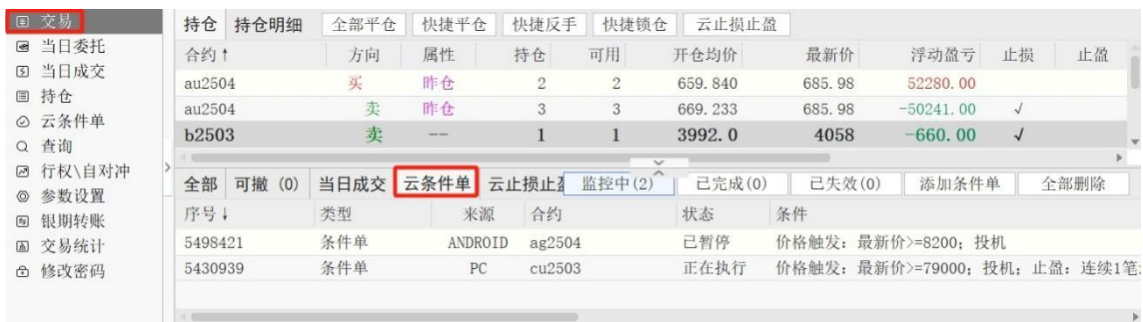 交易
当日委托
当日成交
持仓
云条件单
查询
行权\自对冲
参数设置
银期转账
交易统计
修改密码
持仓 持仓明细 全部平仓 快捷平仓 快捷反手 快捷锁仓 云止损止盈
合约↑ 方向 属性 持仓 可用 开仓均价 最新价 浮动盈亏 止损 止盈
au2504 买 昨仓 2 2 659.840 685.98 52280.00
au2504 卖 昨仓 3 3 669.233 685.98 -50241.00 √
b2503 卖 -- 1 1 3992.0 4058 -660.00 √
全部 可撤 (0) 当日成交 云条件单 云止损止 监控中(2) 已完成(0) 已失效(0) 添加条件单 全部删除
序号↓ 类型 来源 合约 状态 条件
5498421 条件单 ANDROID ag2504 已暂停 价格触发: 最新价>=8200; 投机
5430939 条件单 PC cu2503 正在执行 价格触发: 最新价>=79000; 投机; 止盈: 连续1笔